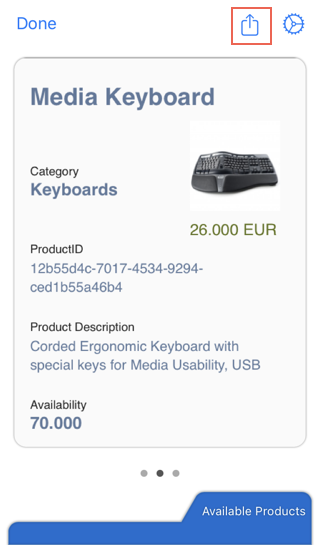 Done
Media Keyboard
Category
Keyboards
26.000 EUR
ProductID
12b55d4c-7017-4534-9294-
ced1b55a46b4
Product Description
Corded Ergonomic Keyboard with
special keys for Media Usability, USB
Availability
70.000
Available Products